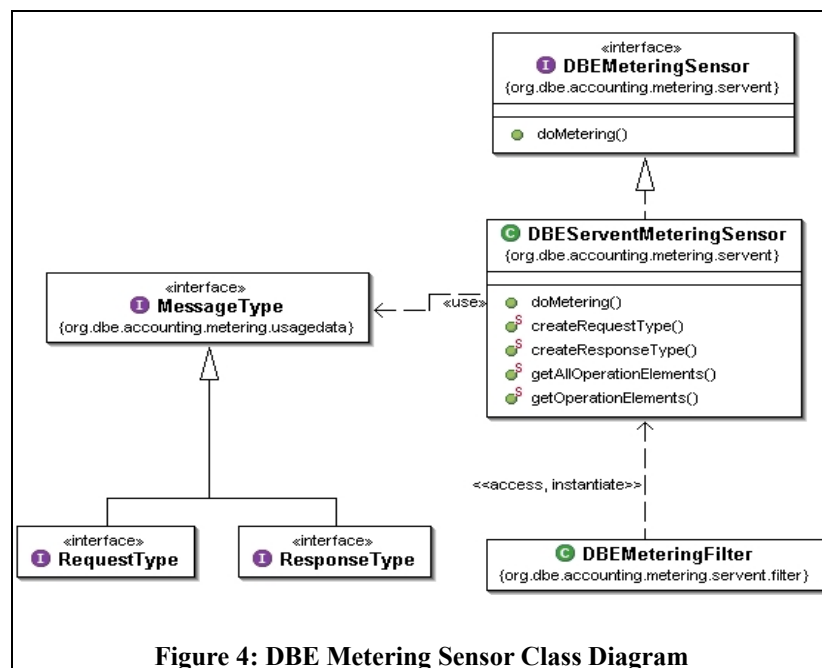 «interface»
I DBEMeteringSensor
{org.dbe.accounting.metering.servent}
doMetering()
C DBEServentMeteringSensor
{org.dbe.accounting.metering.servent}
«interface»
I MessageType
{org.dbe.accounting.metering.usagedata}
«use»
doMetering()
S createRequestType()
S createResponseType()
S getAllOperationElements()
S getOperationElements()
<<access, instantiate>>
«interface»
I RequestType
«interface»
I ResponseType
C DBEMeteringFilter
{org.dbe.accounting.metering.servent.filter}
Figure 4: DBE Metering Sensor Class Diagram